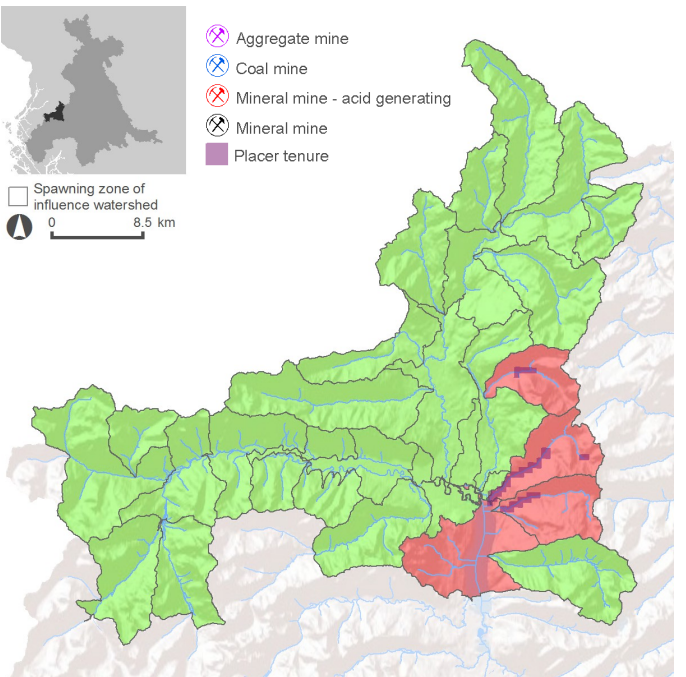 Aggregate mine
Coal mine
Mineral mine - acid generating
Mineral mine
Placer tenure
Spawning zone of
influence watershed
0 8.5 km